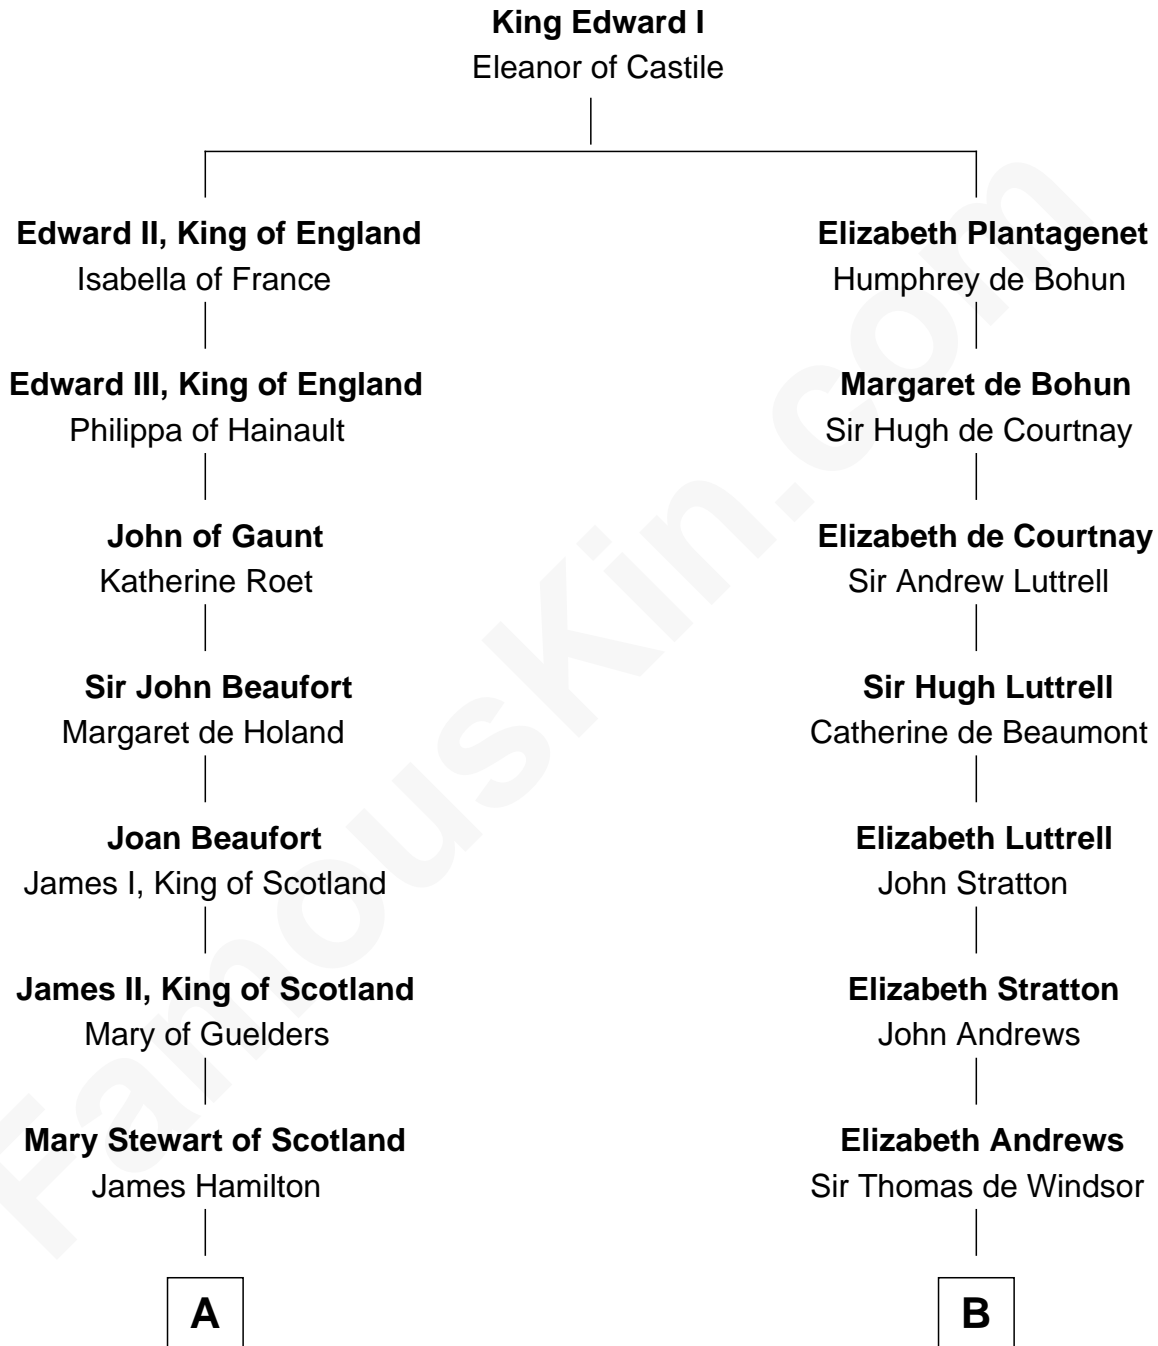 King Edward I
Eleanor of Castile
Edward II, King of England
Isabella of France
Elizabeth Plantagenet
Humphrey de Bohun
Edward III, King of England
Philippa of Hainault
Margaret de Bohun
Sir Hugh de Courtnay
John of Gaunt
Katherine Roet
Elizabeth de Courtnay
Sir Andrew Luttrell
Sir John Beaufort
Margaret de Holand
Sir Hugh Luttrell
Catherine de Beaumont
Joan Beaufort
James I, King of Scotland
Elizabeth Luttrell
John Stratton
James II, King of Scotland
Mary of Guelders
Elizabeth Stratton
John Andrews
Mary Stewart of Scotland
James Hamilton
Elizabeth Andrews
Sir Thomas de Windsor
A
B
FamousKin.com